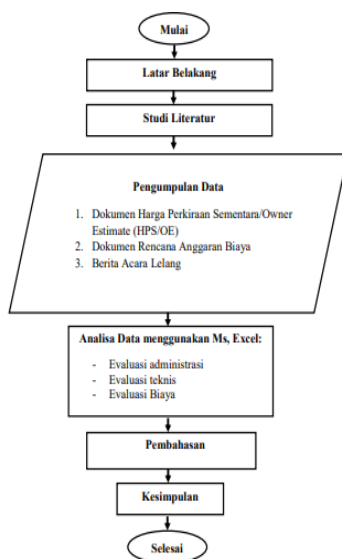 Mulai
Latar Belakang
Studi Literatur
Pengumpulan Data
1. Dokumen Harga Perkiraan Sementara/Owner
Estimate (HPS/OE)
2. Dokumen Rencana Anggaran Biaya
3. Berita Acara Lelang
Analisa Data menggunakan Ms, Excel:
- Evaluasi administrasi
- Evaluasi teknis
- Evaluasi Biaya
Pembahasan
Kesimpulan
Selesai